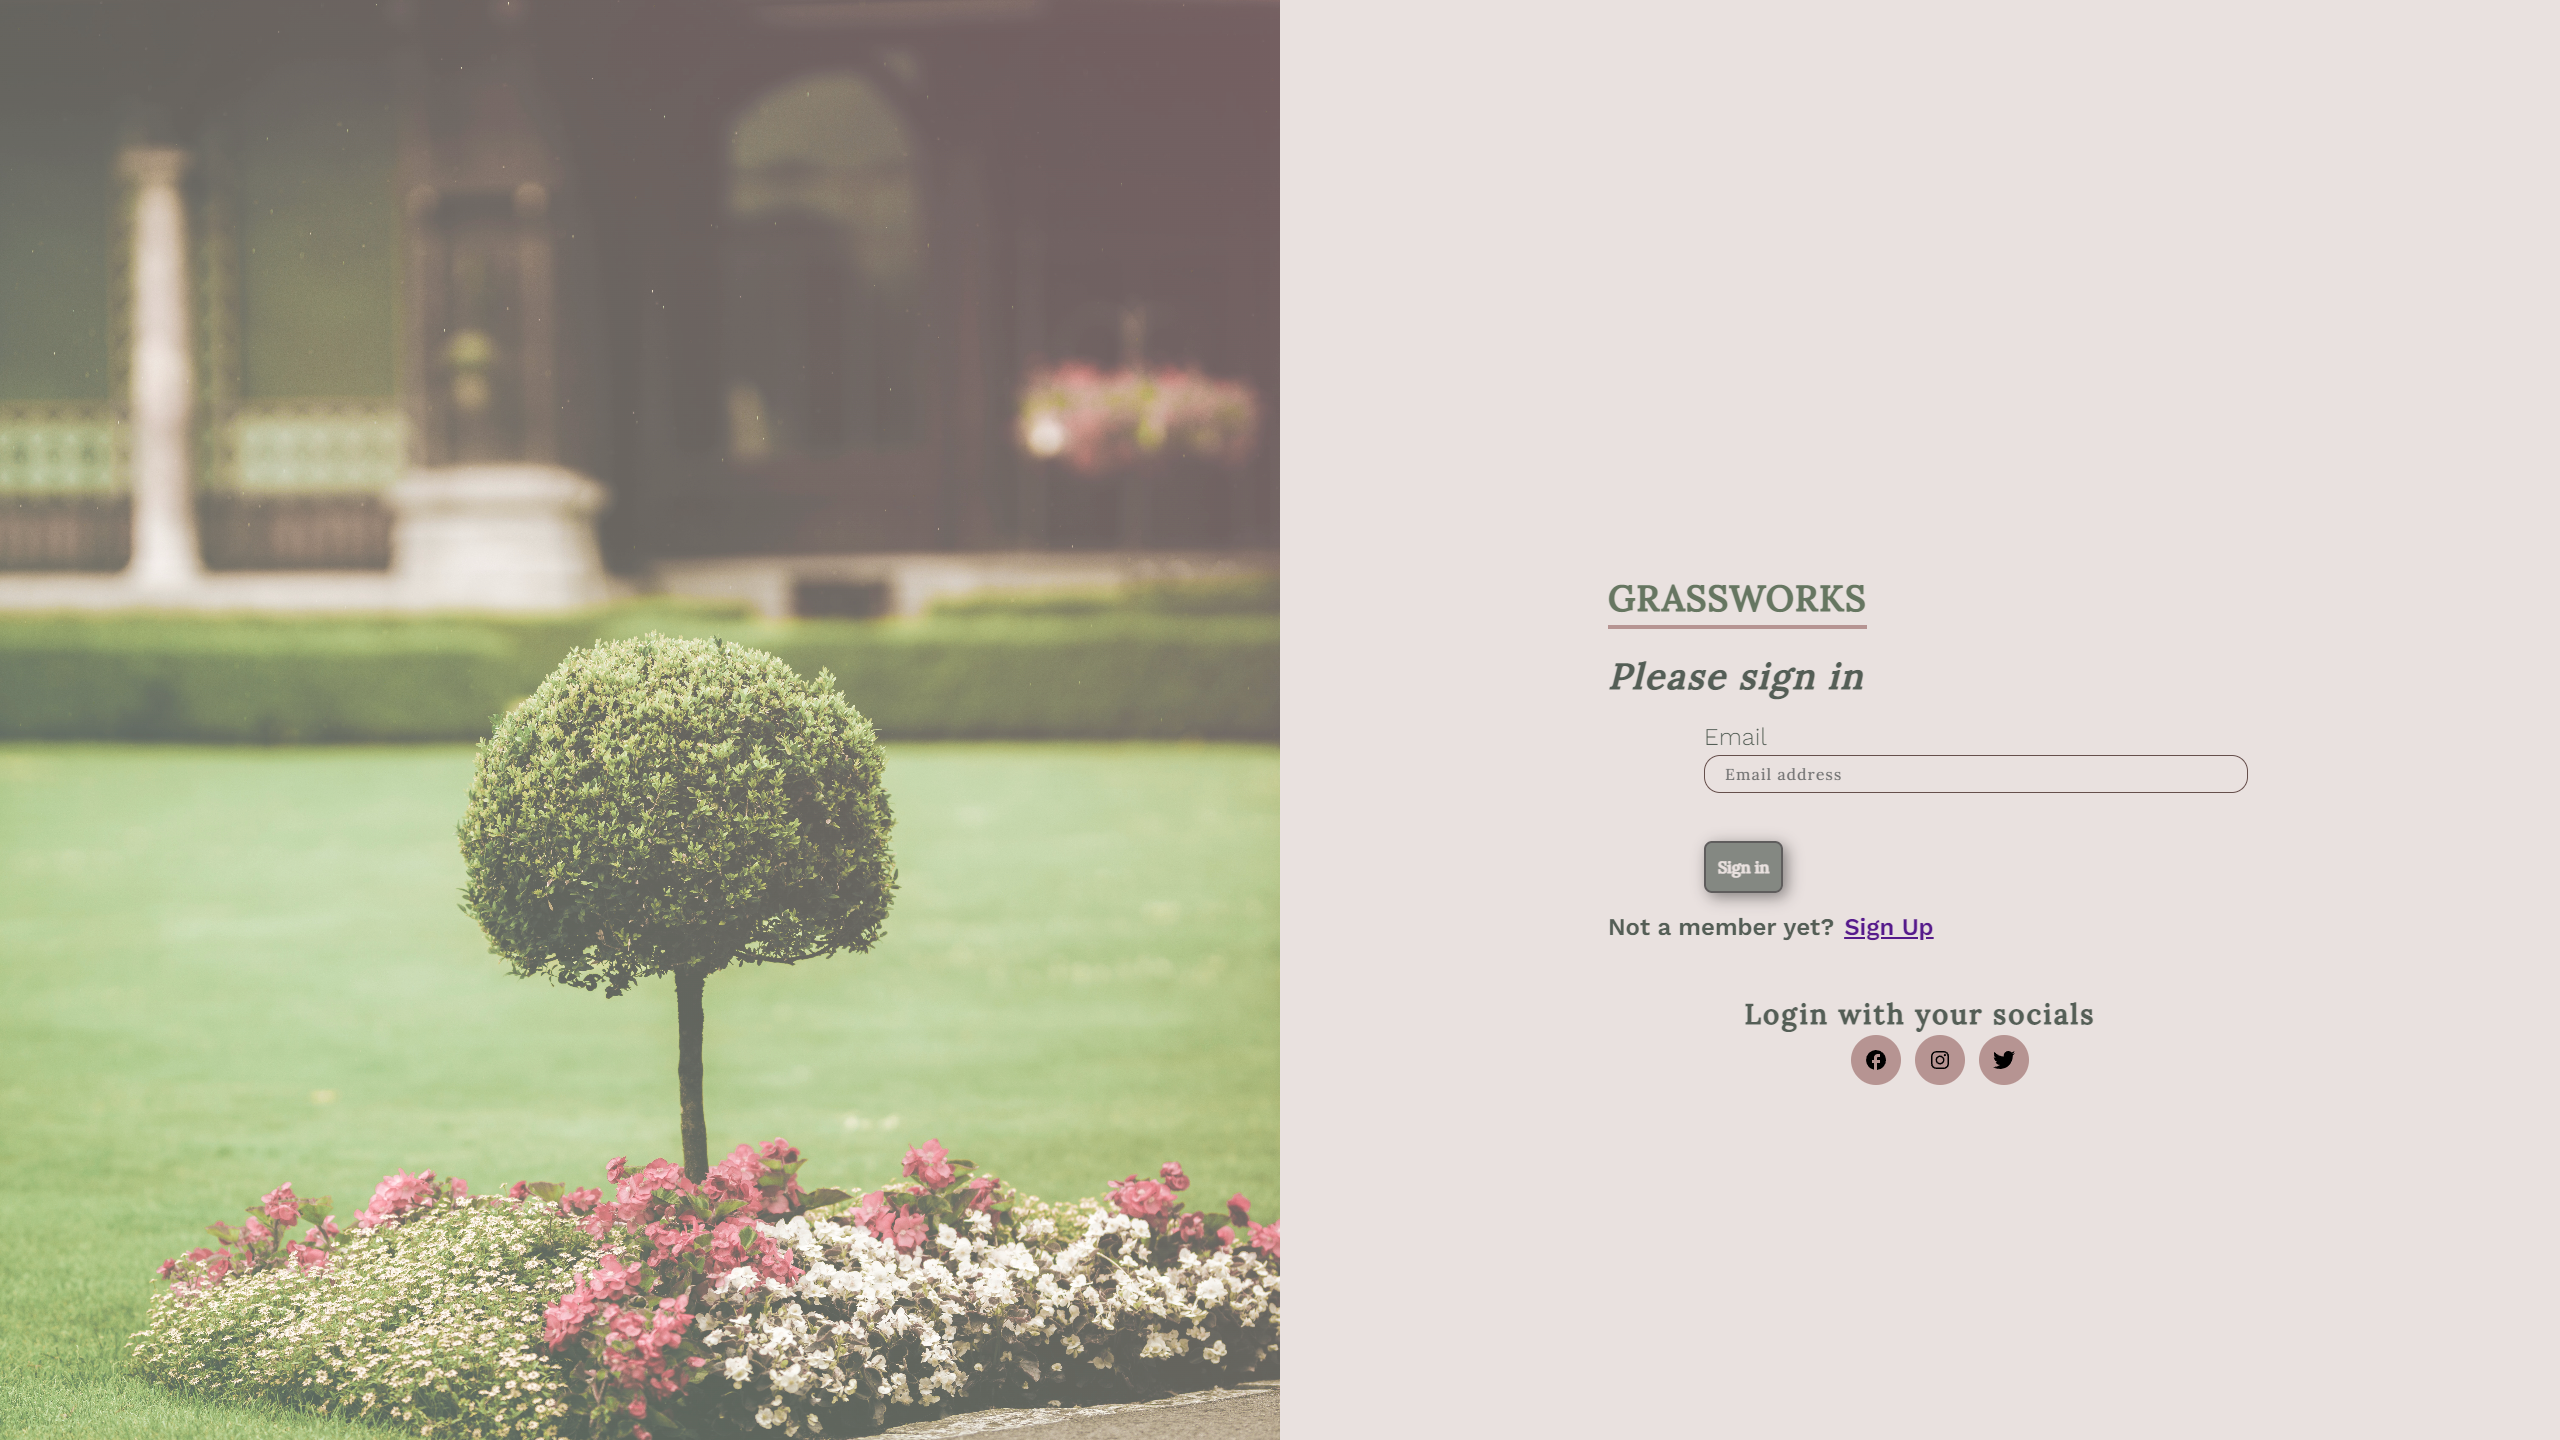 GRASSWORKS
Please sign in
Email
Email address
Sign in
Not a member yet? Sign Up
Login with your socials